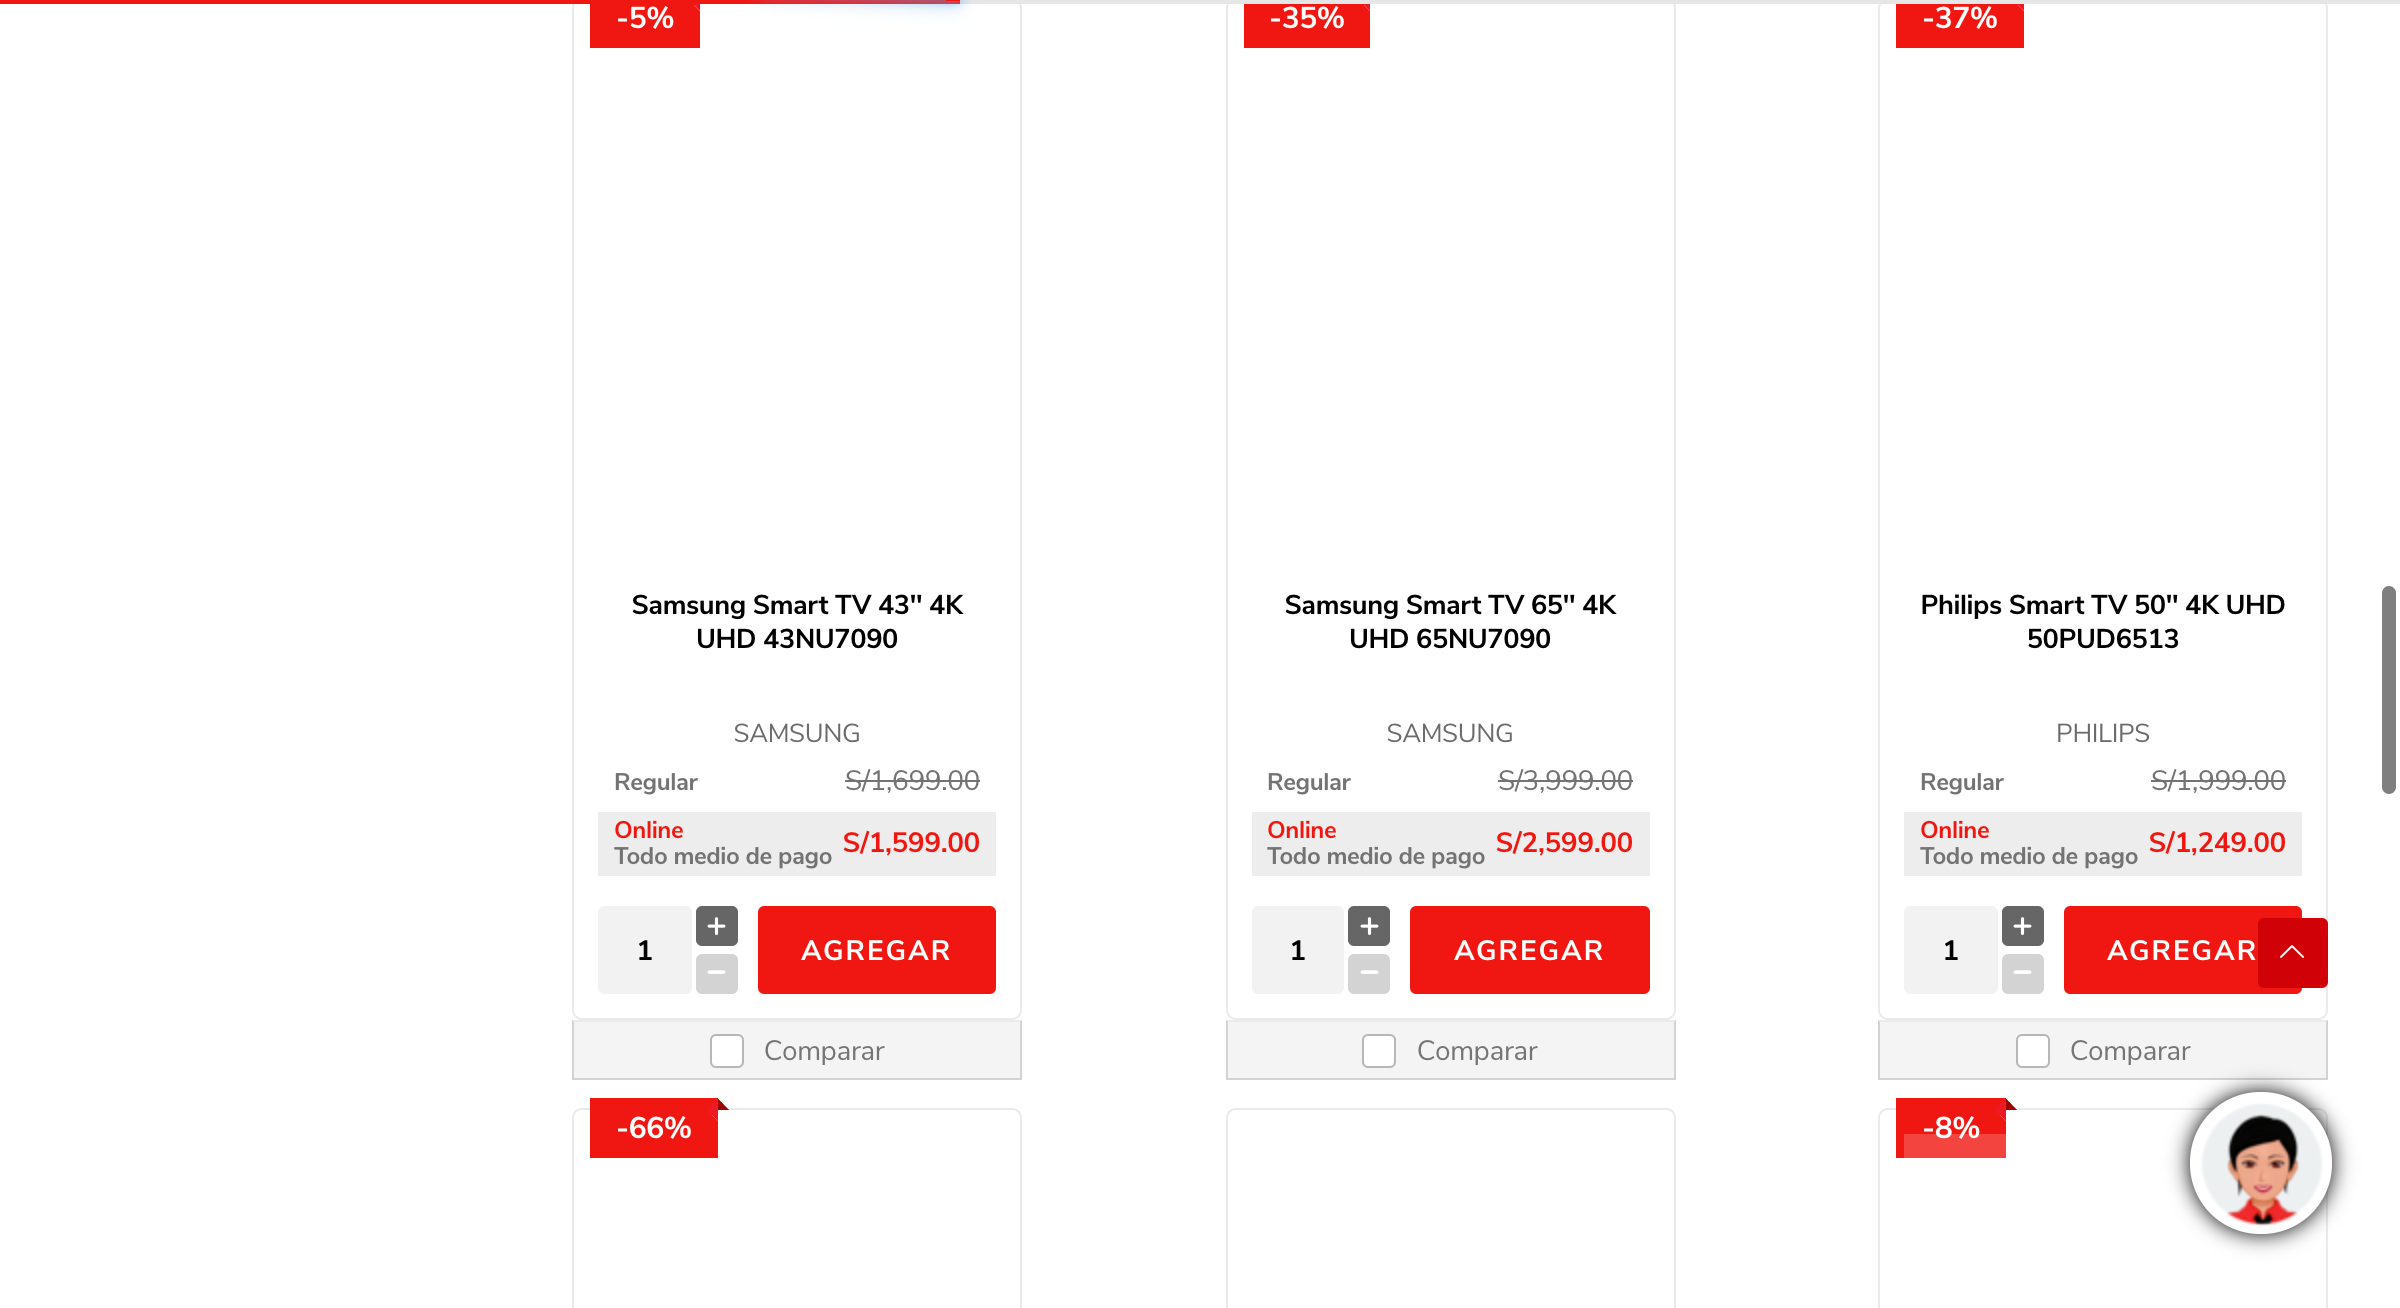 -5%
-35%
-37%
Samsung Smart TV 43" 4K
UHD 43NU7090
SAMSUNG
Regular S/1,699.00
Online
Todo medio de pago S/1,599.00
1 + −
AGREGAR
Comparar
Samsung Smart TV 65" 4K
UHD 65NU7090
SAMSUNG
Regular S/3,999.00
Online
Todo medio de pago S/2,599.00
1 + −
AGREGAR
Comparar
Philips Smart TV 50" 4K UHD
50PUD6513
PHILIPS
Regular S/1,999.00
Online
Todo medio de pago S/1,249.00
1 + −
AGREGAR
Comparar
-66%
-8%